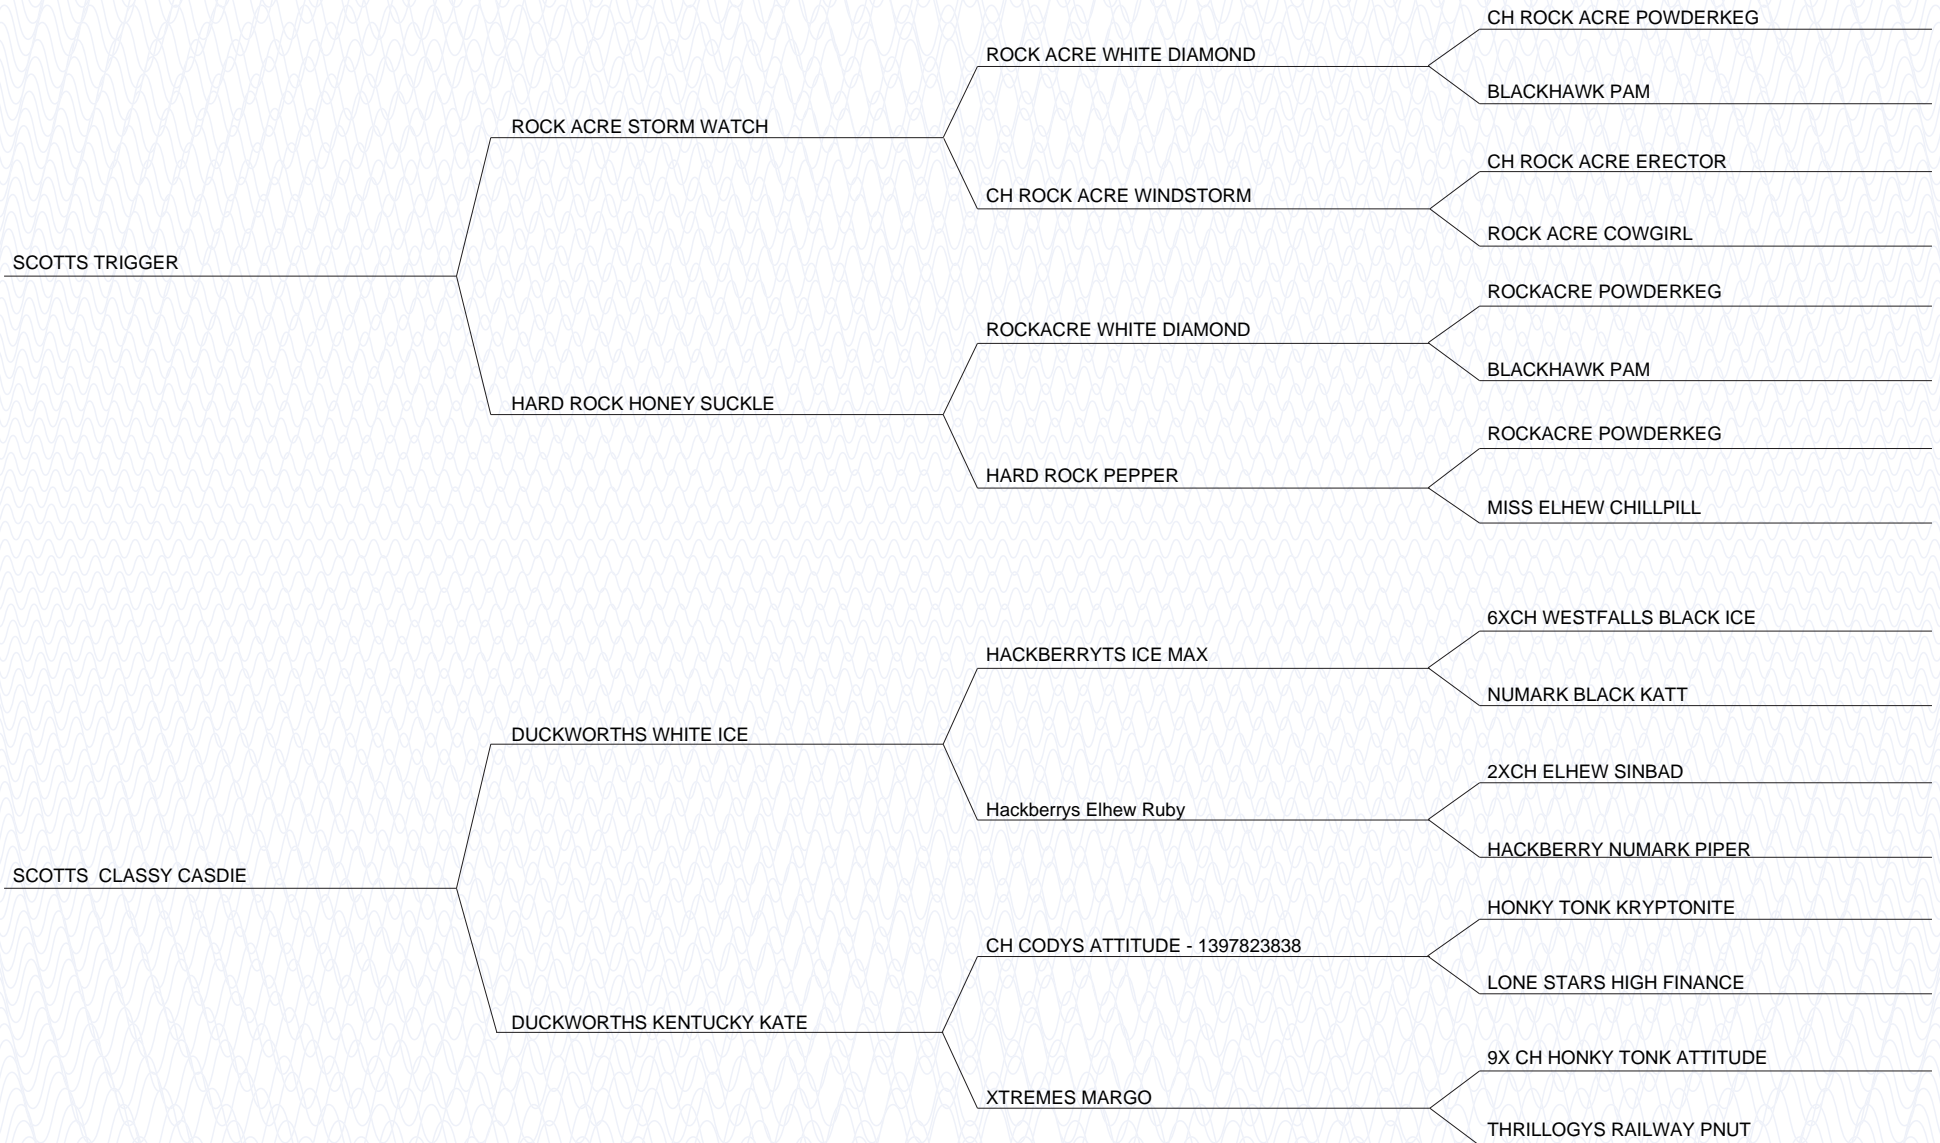 CH ROCK ACRE POWDERKEG
ROCK ACRE WHITE DIAMOND
BLACKHAWK PAM
ROCK ACRE STORM WATCH
CH ROCK ACRE ERECTOR
CH ROCK ACRE WINDSTORM
ROCK ACRE COWGIRL
SCOTTS TRIGGER
ROCKACRE POWDERKEG
ROCKACRE WHITE DIAMOND
BLACKHAWK PAM
HARD ROCK HONEY SUCKLE
ROCKACRE POWDERKEG
HARD ROCK PEPPER
MISS ELHEW CHILLPILL
6XCH WESTFALLS BLACK ICE
HACKBERRYTS ICE MAX
NUMARK BLACK KATT
DUCKWORTHS WHITE ICE
2XCH ELHEW SINBAD
Hackberrys Elhew Ruby
HACKBERRY NUMARK PIPER
SCOTTS  CLASSY CASDIE
HONKY TONK KRYPTONITE
CH CODYS ATTITUDE - 1397823838
LONE STARS HIGH FINANCE
DUCKWORTHS KENTUCKY KATE
9X CH HONKY TONK ATTITUDE
XTREMES MARGO
THRILLOGYS RAILWAY PNUT